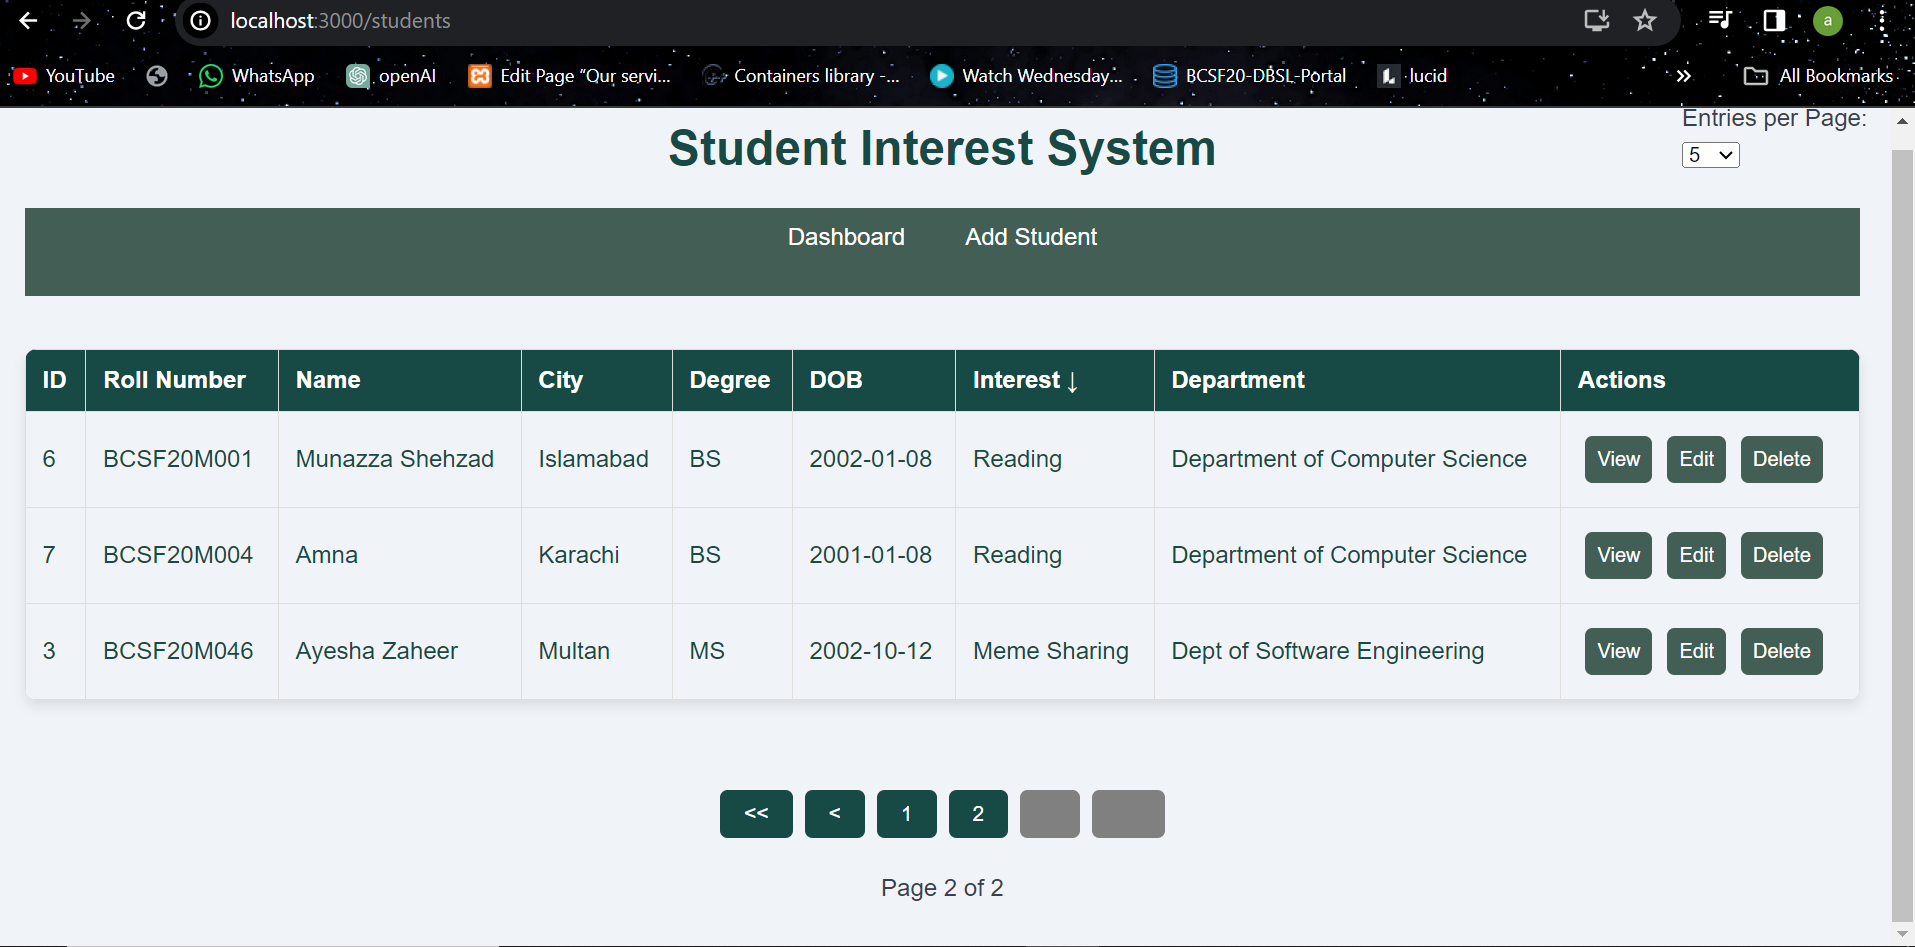 localhost:3000/students
a
YouTube WhatsApp openAI Edit Page “Qur servi... Containers library -... Watch Wednesday... BCSF20-DBSL-Portal lucid » All Bookmarks
Entries per Page:
Student Interest System
5
Dashboard Add Student
ID Roll Number Name City Degree DOB Interest ↓ Department Actions
6 BCSF20M001 Munazza Shehzad Islamabad BS 2002-01-08 Reading Department of Computer Science View Edit Delete
7 BCSF20M004 Amna Karachi BS 2001-01-08 Reading Department of Computer Science View Edit Delete
3 BCSF20M046 Ayesha Zaheer Multan MS 2002-10-12 Meme Sharing Dept of Software Engineering View Edit Delete
<< < 1 2
Page 2 of 2